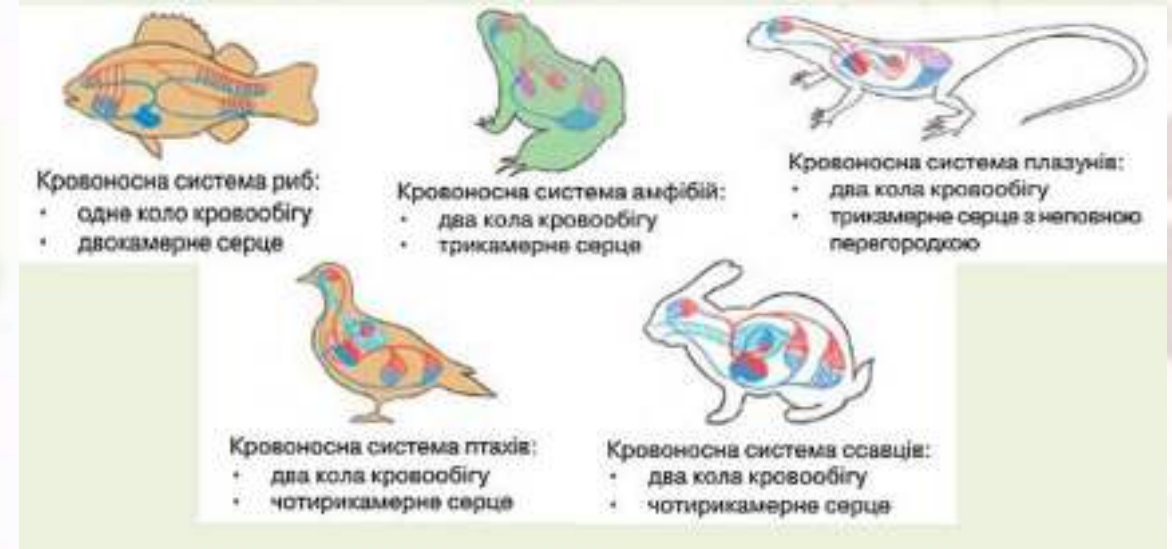 Кровоносна система риб:
• одне коло кровообігу
• двокамерне серце
Кровоносна система амфібій:
• два кола кровообігу
• трикамерне серце
Кровоносна система плазунів:
• два кола кровообігу
• трикамерне серце з неповною
перегородкою
Кровоносна система птахів:
• два кола кровообігу
• чотирикамерне серце
Кровоносна система ссавців:
• два кола кровообігу
• чотирикамерне серце